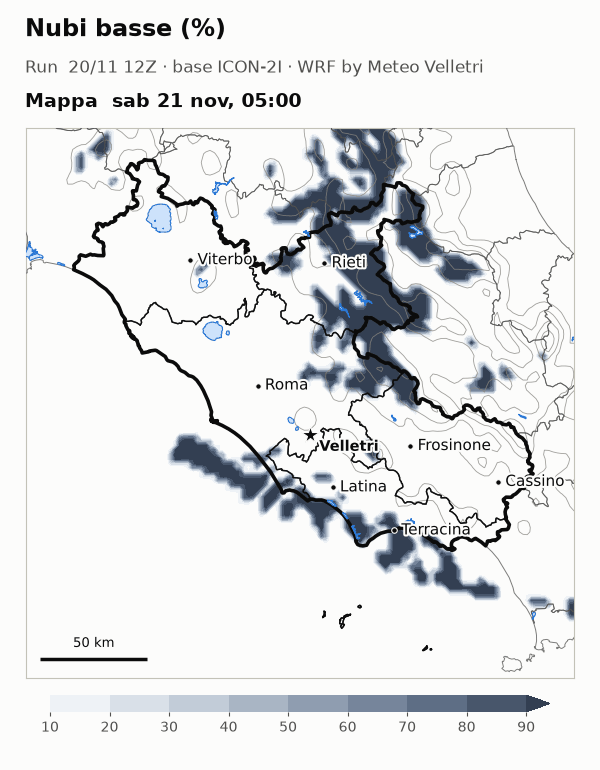 Nubi basse (%)
Run  20/11 12Z · base ICON-2I · WRF by Meteo Velletri
Mappa  sab 21 nov, 05:00
Viterbo
Rieti
Roma
Velletri
Frosinone
Latina
Cassino
Terracina
50 km
10 20 30 40 50 60 70 80 90